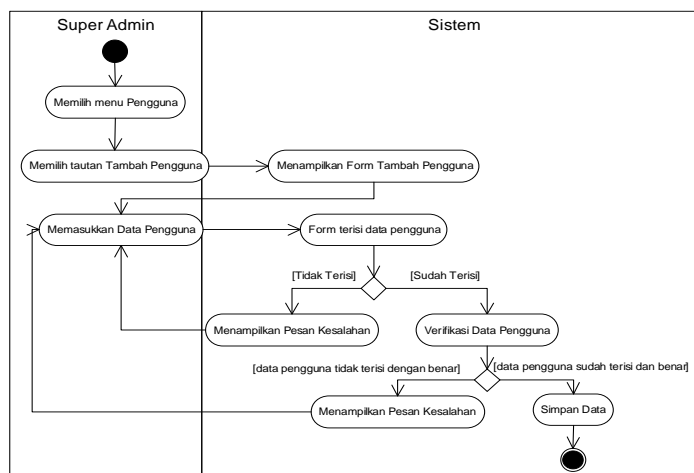 Super Admin
Sistem
Memilih menu Pengguna
Memilih tautan Tambah Pengguna
Menampilkan Form Tambah Pengguna
Memasukkan Data Pengguna
Form terisi data pengguna
[Tidak Terisi]
[Sudah Terisi]
Menampilkan Pesan Kesalahan
Verifikasi Data Pengguna
[data pengguna tidak terisi dengan benar]
[data pengguna sudah terisi dan benar]
Menampilkan Pesan Kesalahan
Simpan Data